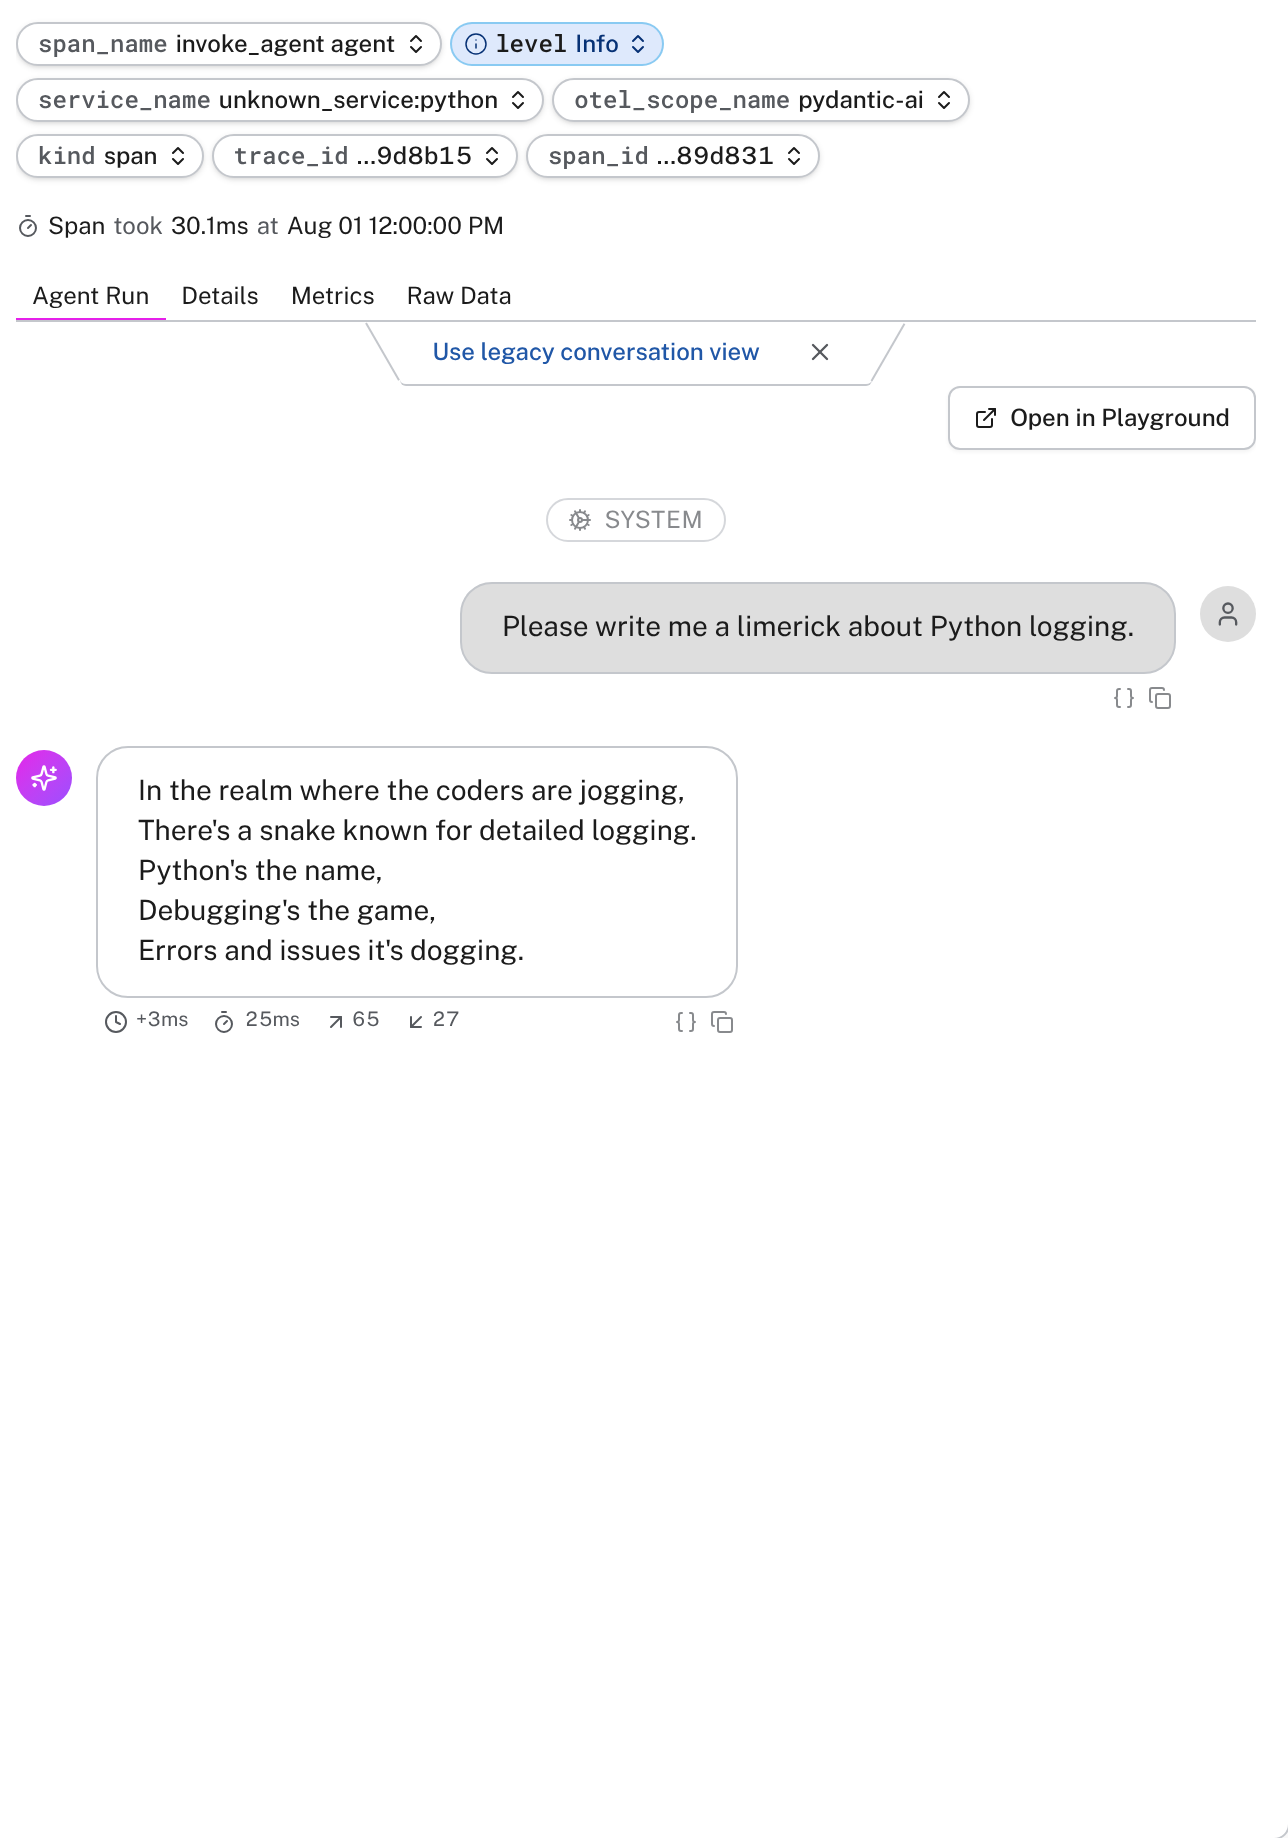 span_name invoke_agent agent
level Info
service_name unknown_service:python
otel_scope_name pydantic-ai
kind span
trace_id ...9d8b15
span_id ...89d831
Span took 30.1ms at Aug 01 12:00:00 PM
Agent Run
Details
Metrics
Raw Data
Use legacy conversation view
Open in Playground
SYSTEM
Please write me a limerick about Python logging.
{}
In the realm where the coders are jogging,
There's a snake known for detailed logging.
Python's the name,
Debugging's the game,
Errors and issues it's dogging.
+3ms 25ms 65 27 {}